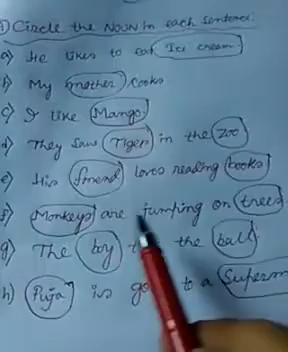 1) Circle the NOUN in each sentence:
a) He likes to eat Ice cream
b) My mother cooks
c) I like Mango
d) They saw Tiger in the Zoo
e) His friend loves reading books
f) Monkeys are jumping on trees
g) The boy the ball
h) Puja is to a